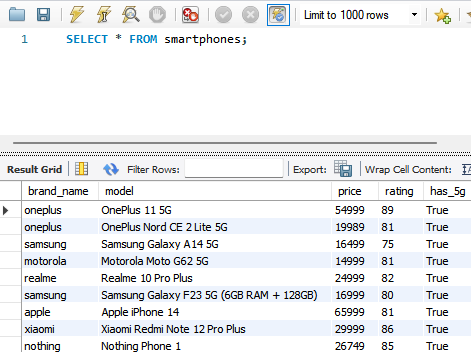 Limit to 1000 rows
1 SELECT * FROM smartphones;
Result Grid Filter Rows: Export: Wrap Cell Content:
brand_name model price rating has_5g
oneplus OnePlus 11 5G 54999 89 True
oneplus OnePlus Nord CE 2 Lite 5G 19989 81 True
samsung Samsung Galaxy A14 5G 16499 75 True
motorola Motorola Moto G62 5G 14999 81 True
realme Realme 10 Pro Plus 24999 82 True
samsung Samsung Galaxy F23 5G (6GB RAM + 128GB) 16999 80 True
apple Apple iPhone 14 65999 81 True
xiaomi Xiaomi Redmi Note 12 Pro Plus 29999 86 True
nothing Nothing Phone 1 26749 85 True